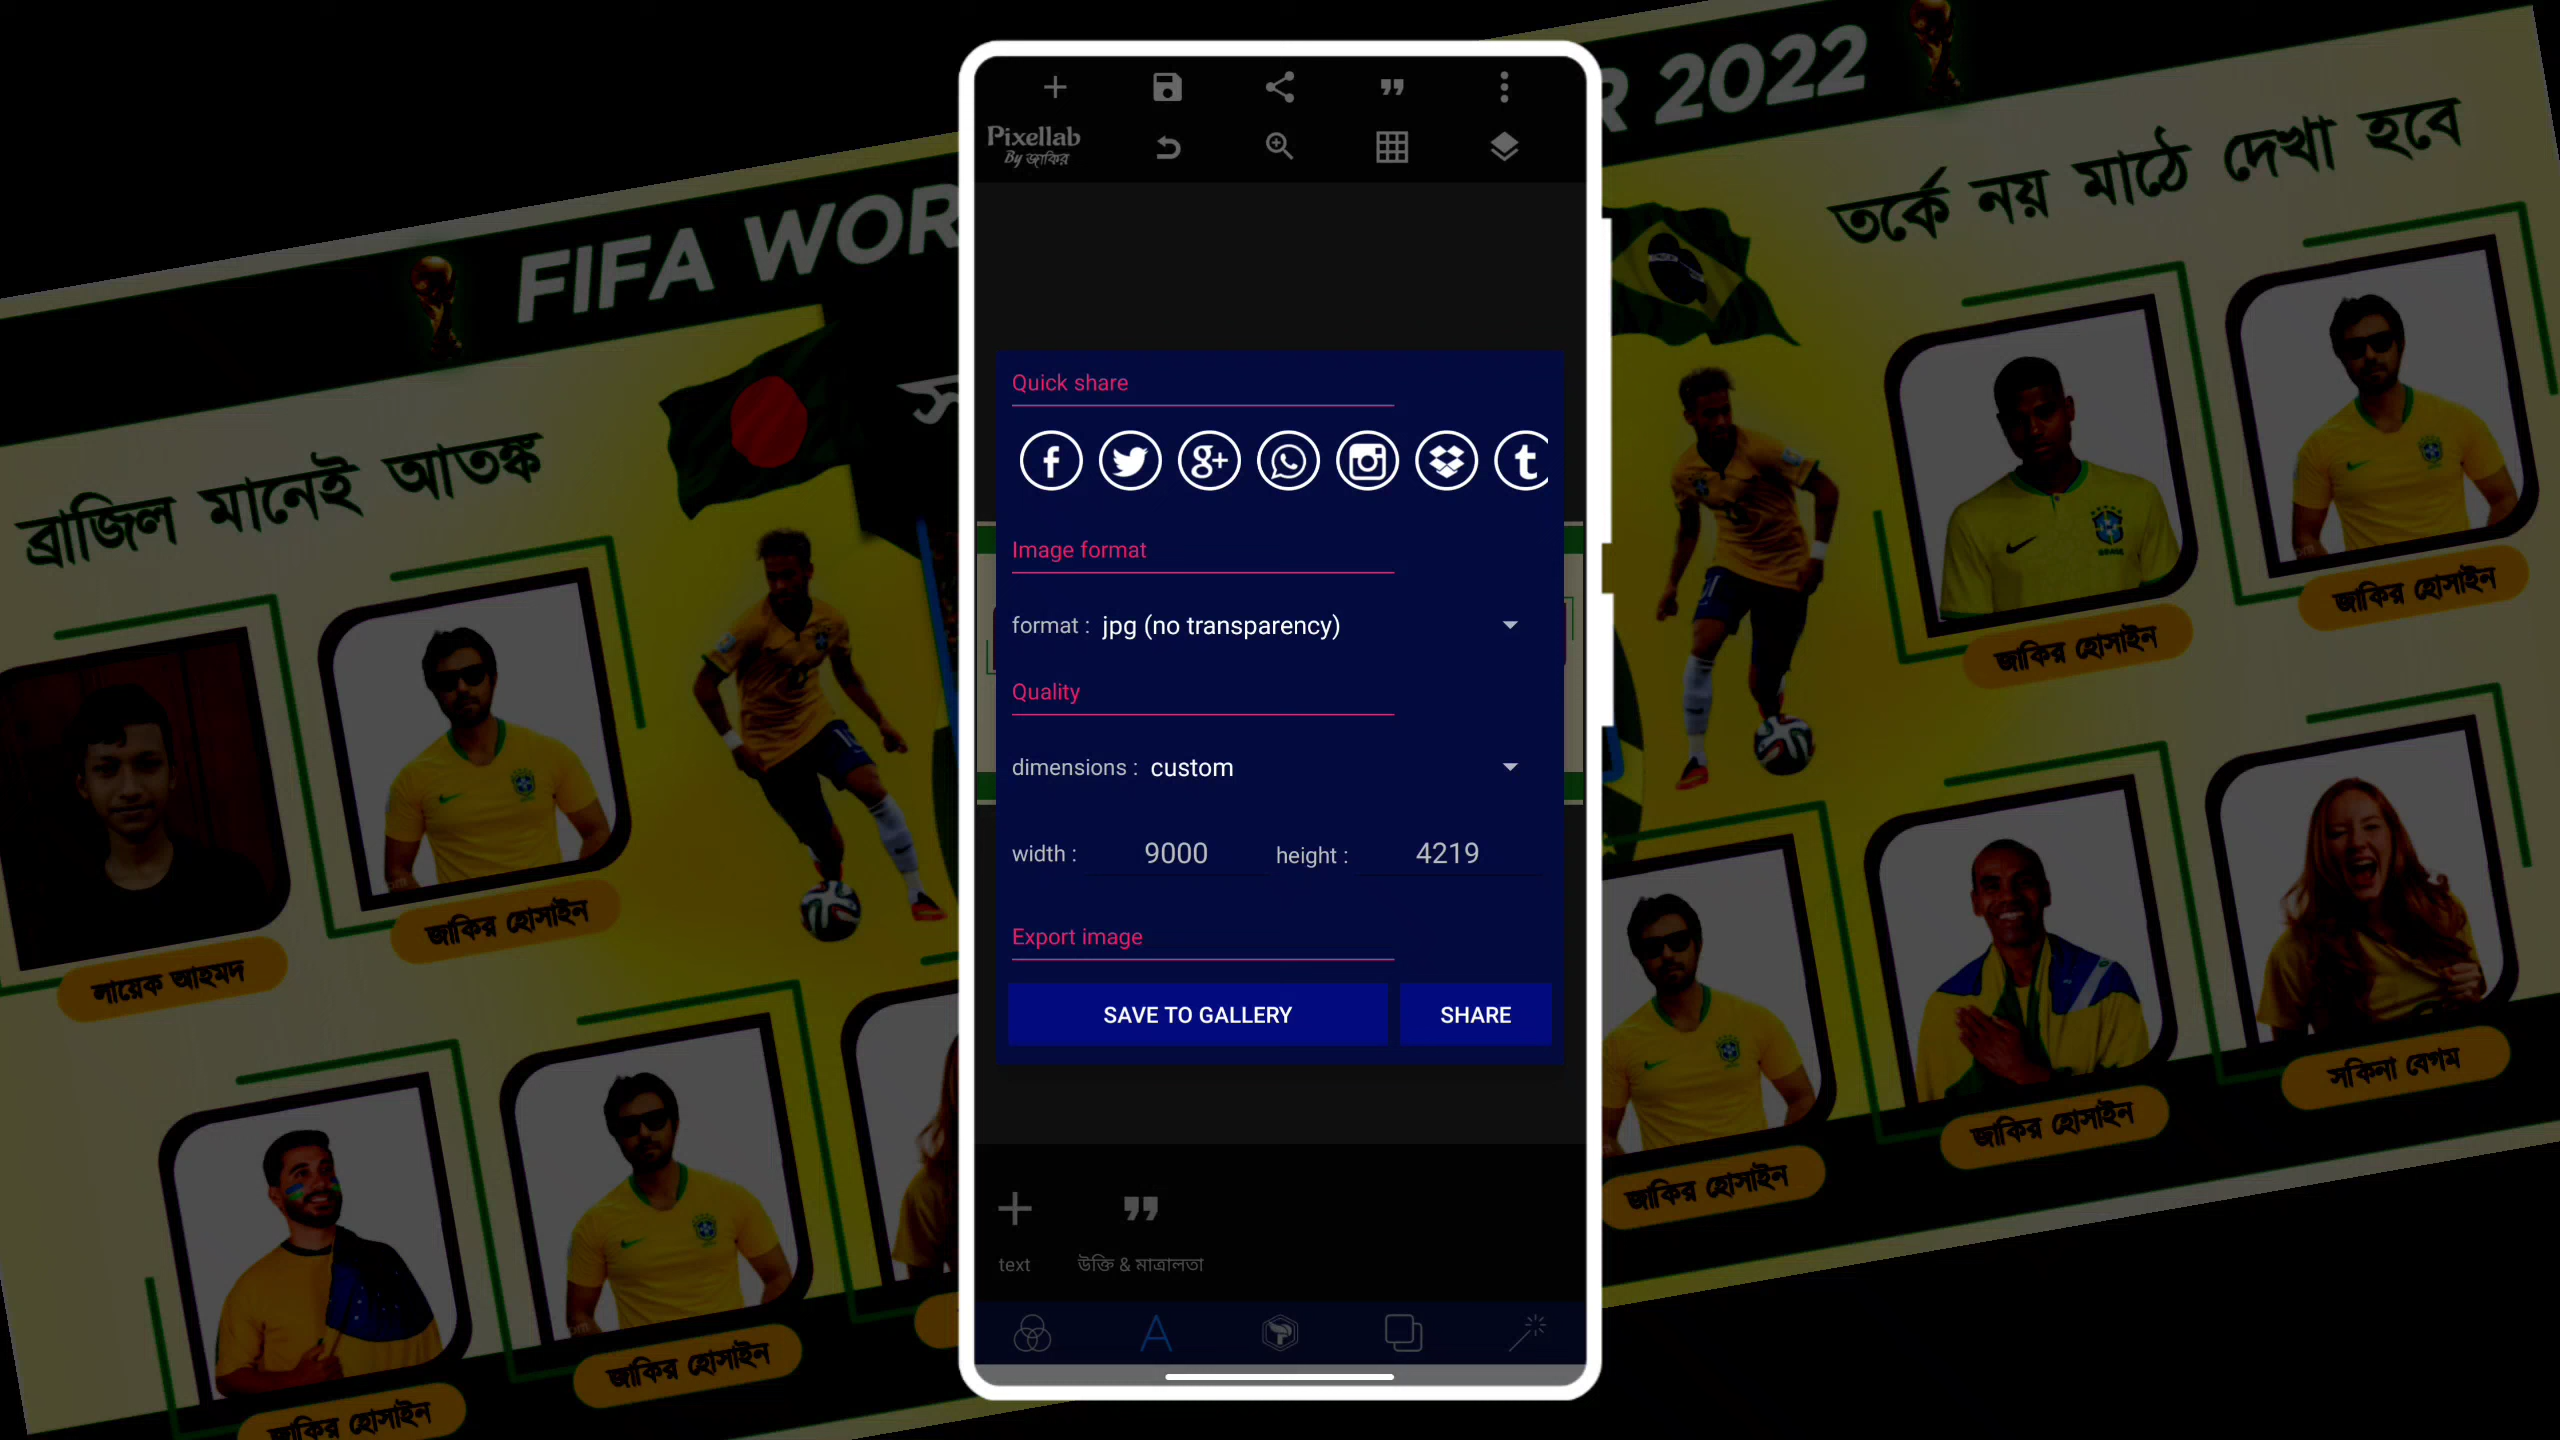 FIFA WOR
R 2022
তর্কে নয় মাঠে দেখা হবে
ব্রাজিল মানেই আতঙ্ক
লায়েক আহমদ
জাকির হোসাইন
জাকির হোসাইন
জাকির হোসাইন
জাকির হোসাইন
জাকির হোসাইন
জাকির হোসাইন
জাকির হোসাইন
সকিনা বেগম
Pixellab
By জাকির
Quick share
Image format
format : jpg (no transparency)
Quality
dimensions : custom
width : 9000 height : 4219
Export image
SAVE TO GALLERY SHARE
text উক্তি & মাত্রালতা